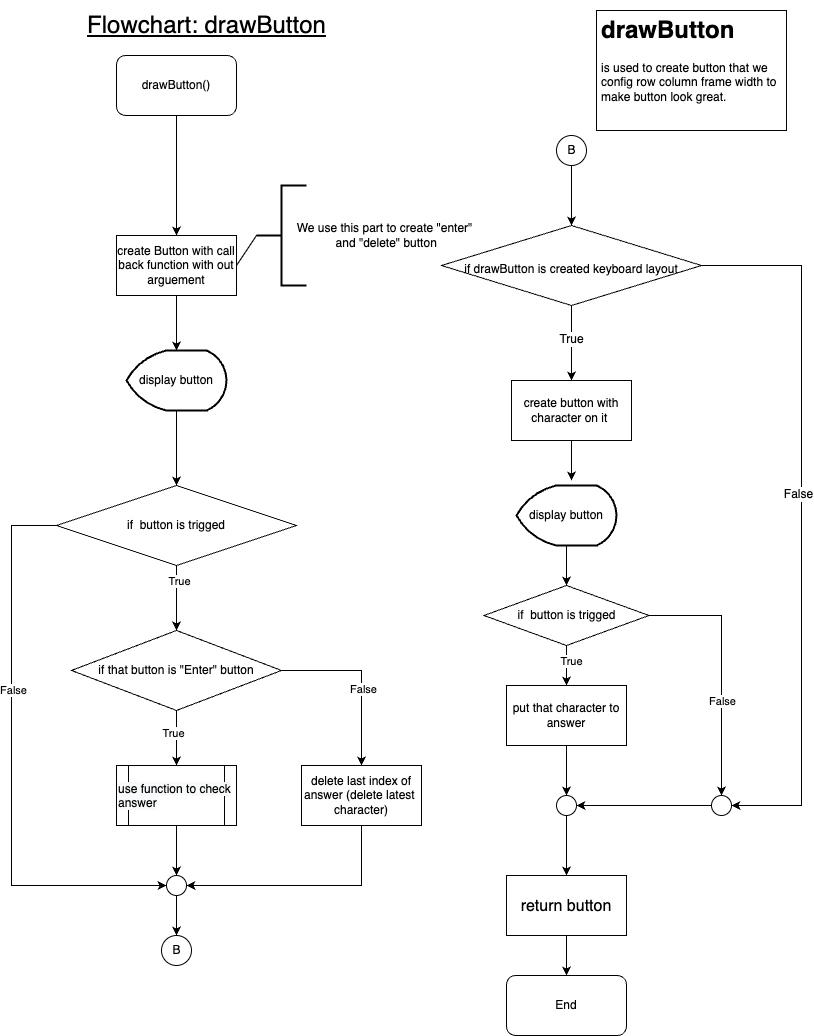 Flowchart: drawButton
drawButton()
create Button with call
back function with out
arguement
We use this part to create "enter"
and "delete" button
display button
if  button is trigged
True
False
if that button is "Enter" button
True
False
use function to check
answer
delete last index of
answer (delete latest
character)
B
drawButton
is used to create button that we
config row column frame width to
make button look great.
B
if drawButton is created keyboard layout
True
False
create button with
character on it
display button
if  button is trigged
True
False
put that character to
answer
return button
End